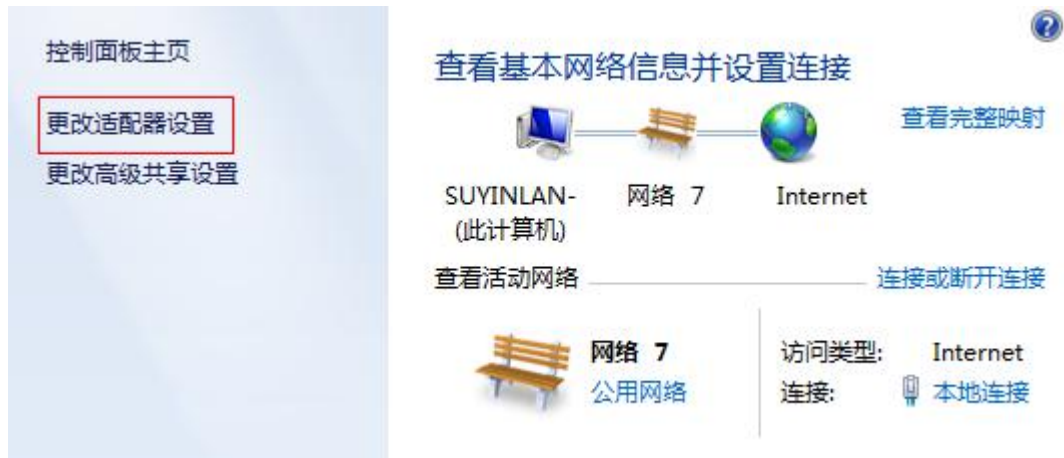 控制面板主页
更改适配器设置
更改高级共享设置
查看基本网络信息并设置连接
查看完整映射
SUYINLAN-
(此计算机)
网络 7
Internet
查看活动网络
连接或断开连接
网络 7
公用网络
访问类型: Internet
连接: 本地连接